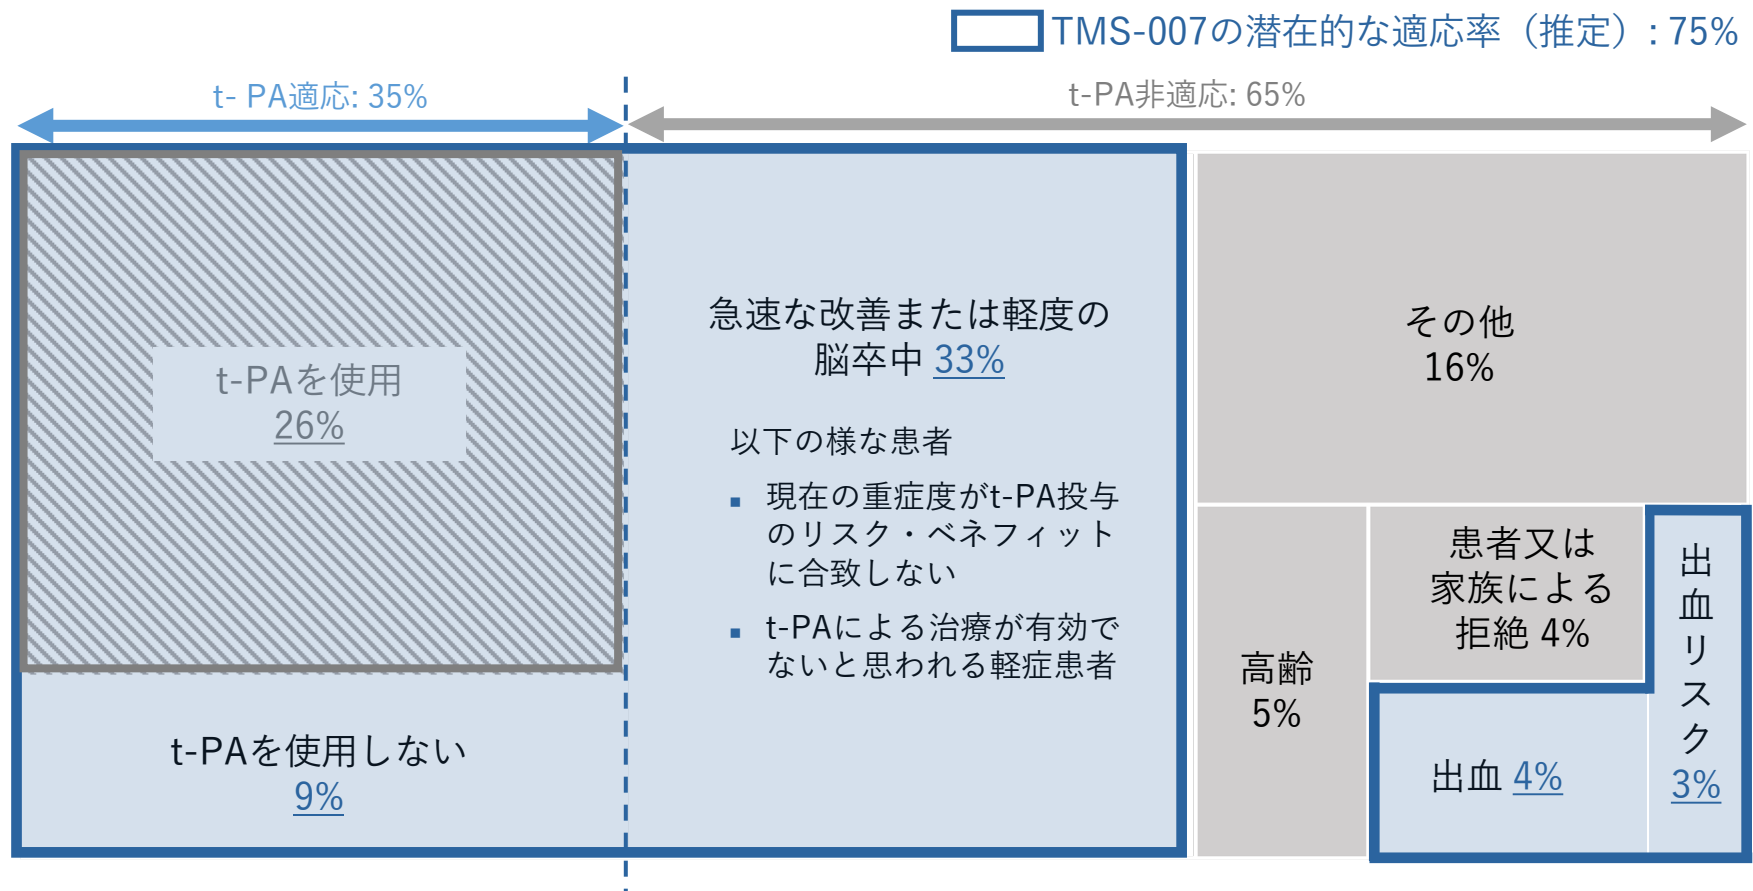 TMS-007の潜在的な適応率（推定）: 75%
t- PA適応: 35%
t-PA非適応: 65%
t-PAを使用
26%
t-PAを使用しない
9%
急速な改善または軽度の
脳卒中 33%
以下の様な患者
▪ 現在の重症度がt-PA投与
のリスク・ベネフィット
に合致しない
▪ t-PAによる治療が有効で
ないと思われる軽症患者
その他
16%
高齢
5%
患者又は
家族による
拒絶 4%
出血 4%
出血リスク
3%